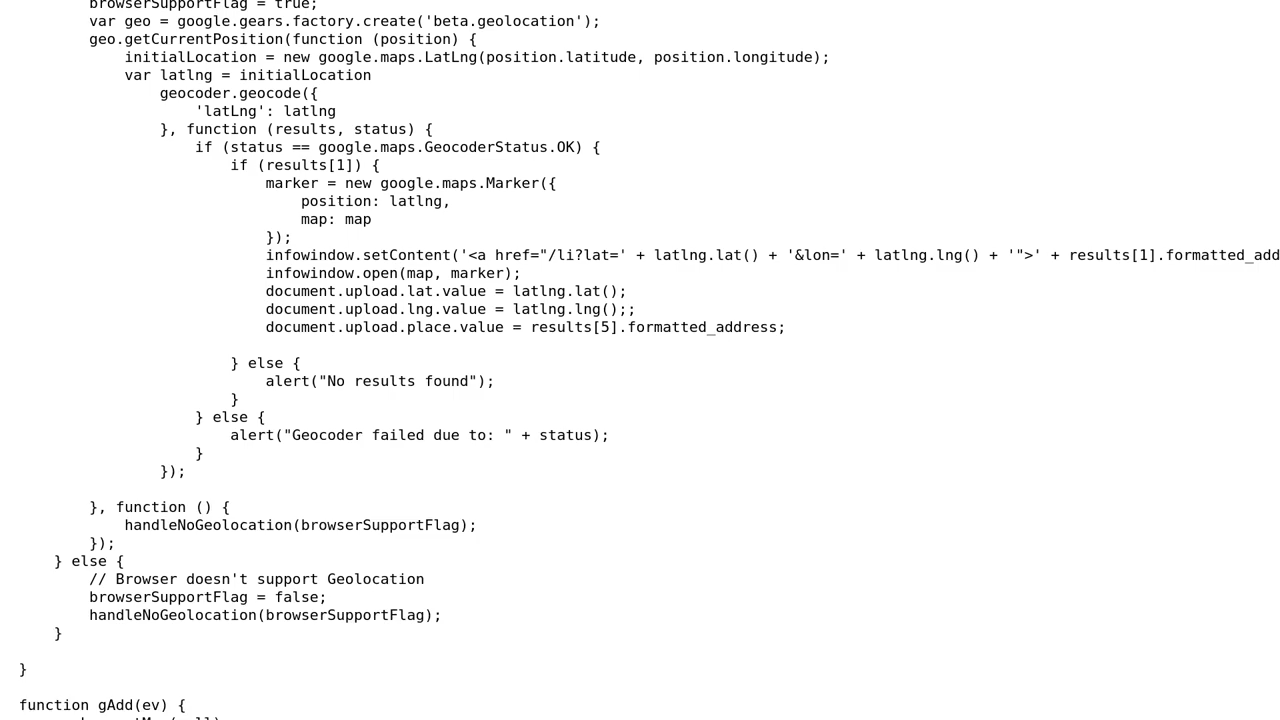 browserSupportFlag = true;
        var geo = google.gears.factory.create('beta.geolocation');
        geo.getCurrentPosition(function (position) {
            initialLocation = new google.maps.LatLng(position.latitude, position.longitude);
            var latlng = initialLocation
                geocoder.geocode({
                    'latLng': latlng
                }, function (results, status) {
                    if (status == google.maps.GeocoderStatus.OK) {
                        if (results[1]) {
                            marker = new google.maps.Marker({
                                position: latlng,
                                map: map
                            });
                            infowindow.setContent('<a href="/li?lat=' + latlng.lat() + '&lon=' + latlng.lng() + '">' + results[1].formatted_add
                            infowindow.open(map, marker);
                            document.upload.lat.value = latlng.lat();
                            document.upload.lng.value = latlng.lng();;
                            document.upload.place.value = results[5].formatted_address;

                        } else {
                            alert("No results found");
                        }
                    } else {
                        alert("Geocoder failed due to: " + status);
                    }
                });

        }, function () {
            handleNoGeolocation(browserSupportFlag);
        });
    } else {
        // Browser doesn't support Geolocation
        browserSupportFlag = false;
        handleNoGeolocation(browserSupportFlag);
    }

}

function gAdd(ev) {